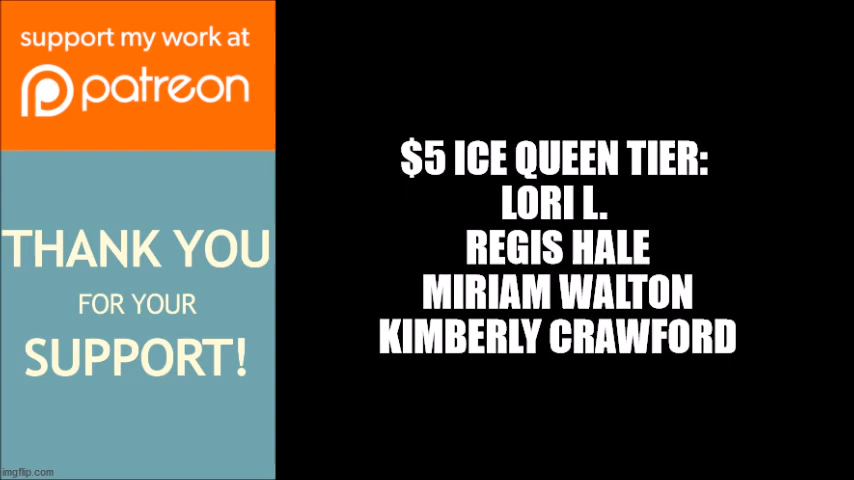 support my work at
patreon
THANK YOU
FOR YOUR
SUPPORT!
$5 ICE QUEEN TIER:
LORI L.
REGIS HALE
MIRIAM WALTON
KIMBERLY CRAWFORD
imgflip.com